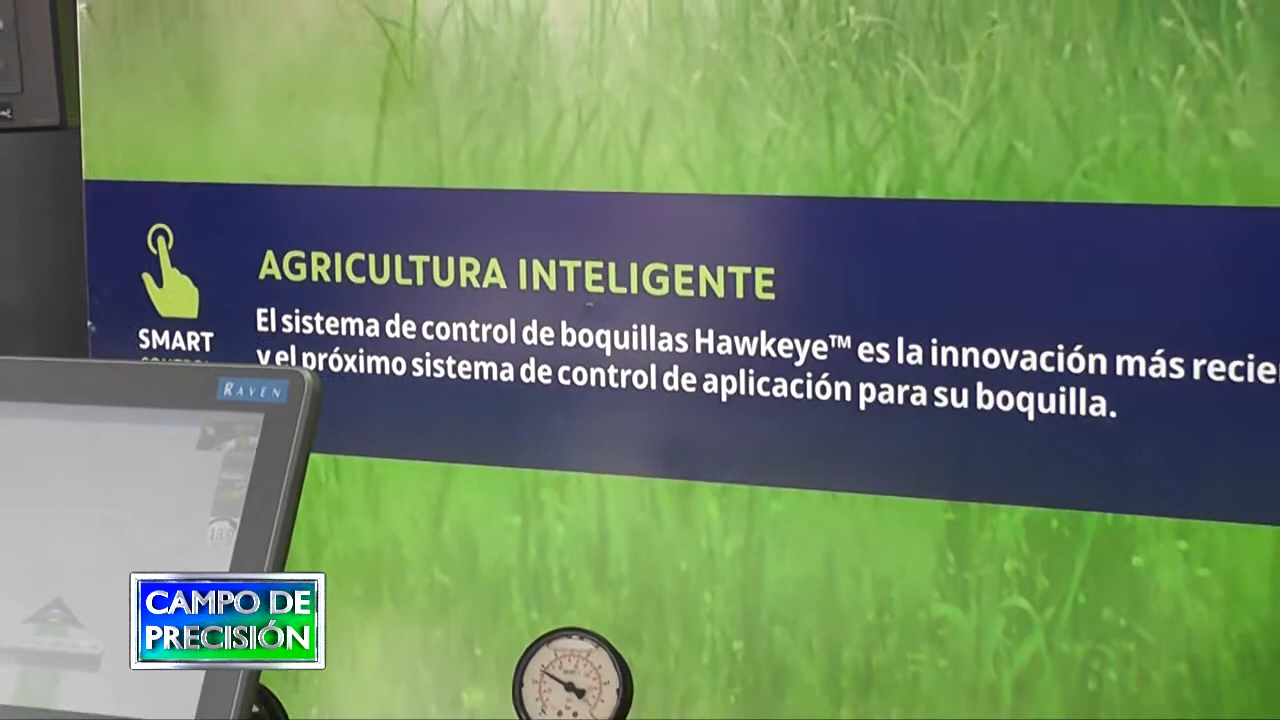 AGRICULTURA INTELIGENTE
El sistema de control de boquillas Hawkeye™ es la innovación más
y el próximo sistema de control de aplicación para su boquilla.
SMART
RAVEN
CAMPO DE
PRECISIÓN